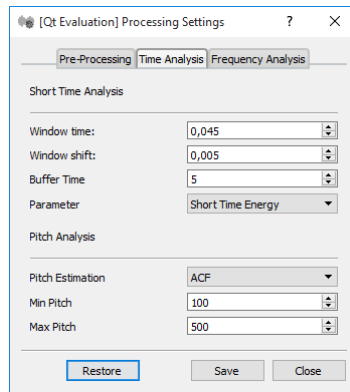 [Qt Evaluation] Processing Settings ?
Pre-Processing Time Analysis Frequency Analysis
Short Time Analysis
Window time: 0,045
Window shift: 0,005
Buffer Time 5
Parameter Short Time Energy
Pitch Analysis
Pitch Estimation ACF
Min Pitch 100
Max Pitch 500
Restore Save Close